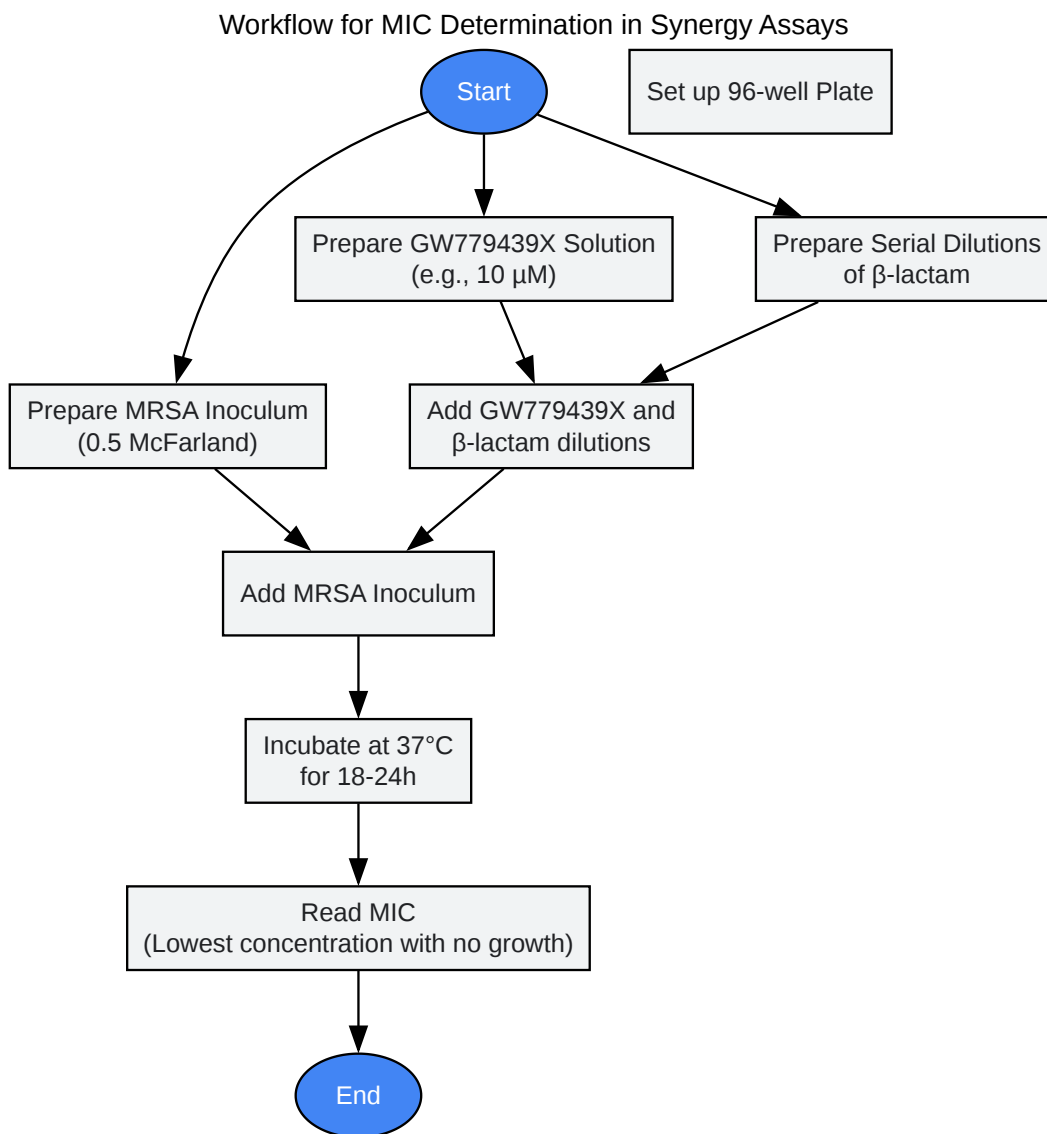 Workflow for MIC Determination in Synergy Assays
Start
Set up 96-well Plate
Prepare GW779439X Solution
(e.g., 10 µM)
Prepare Serial Dilutions
of β-lactam
Prepare MRSA Inoculum
(0.5 McFarland)
Add GW779439X and
β-lactam dilutions
Add MRSA Inoculum
Incubate at 37°C
for 18-24h
Read MIC
(Lowest concentration with no growth)
End